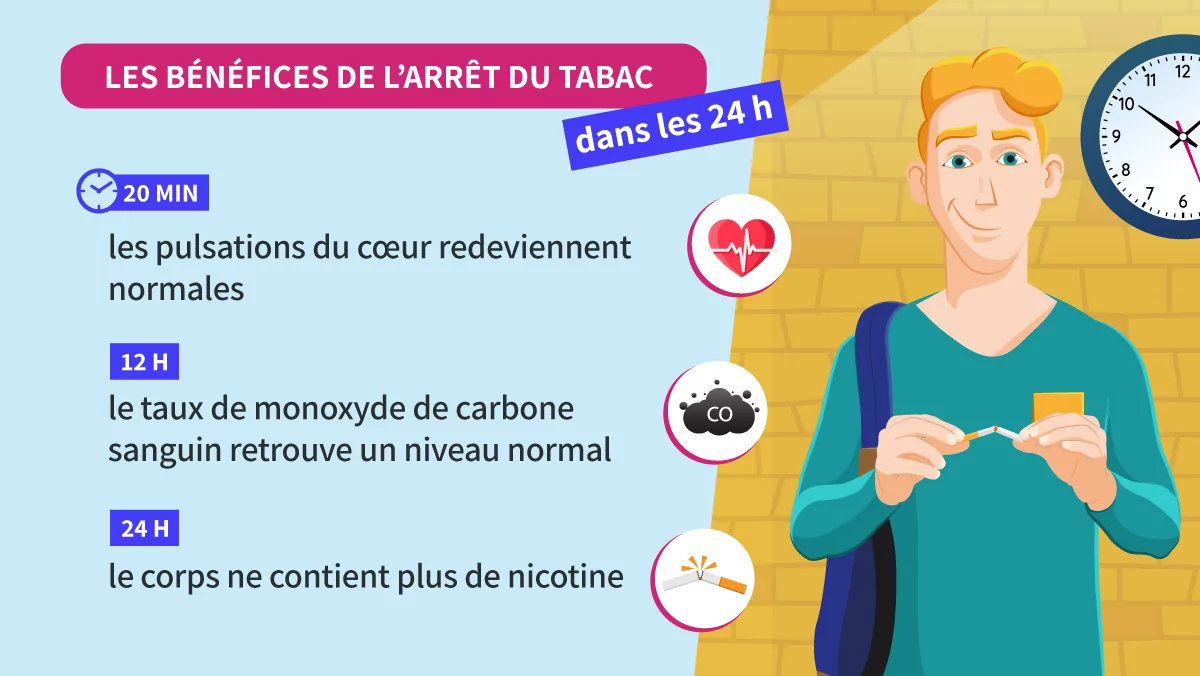 LES BÉNÉFICES DE L’ARRÊT DU TABAC
dans les 24 h
20 MIN
les pulsations du cœur redeviennent
normales
12 H
le taux de monoxyde de carbone
sanguin retrouve un niveau normal
CO
24 H
le corps ne contient plus de nicotine
12
11
10
9
8
7
6